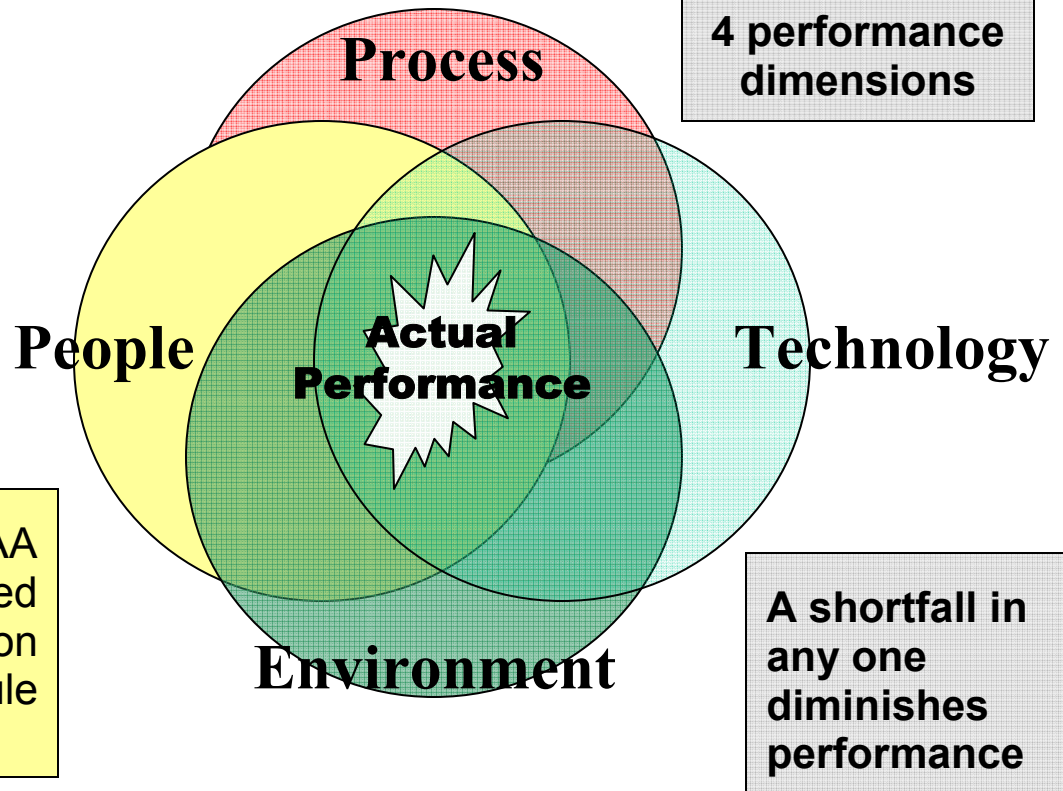 4 performance
dimensions
Process
People
Actual
Performance
Technology
Environment
A shortfall in
any one
diminishes
performance